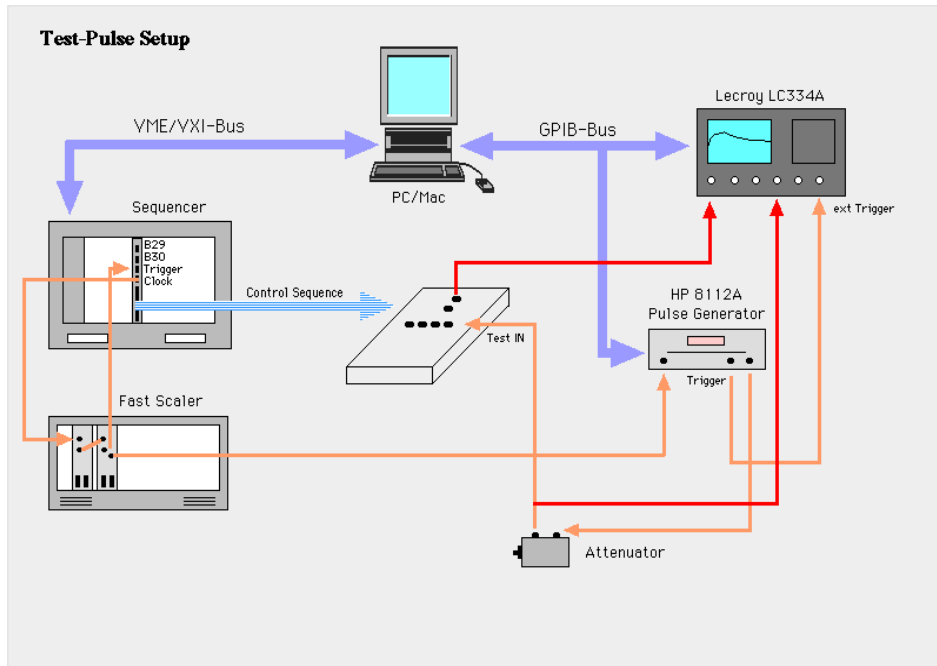 Test-Pulse Setup
Lecroy LC334A
VME/VXI-Bus
GPIB-Bus
PC/Mac
Sequencer
ext Trigger
B29
B30
Trigger
Clock
Control Sequence
HP 8112A
Pulse Generator
Test IN
Trigger
Fast Scaler
Attenuator